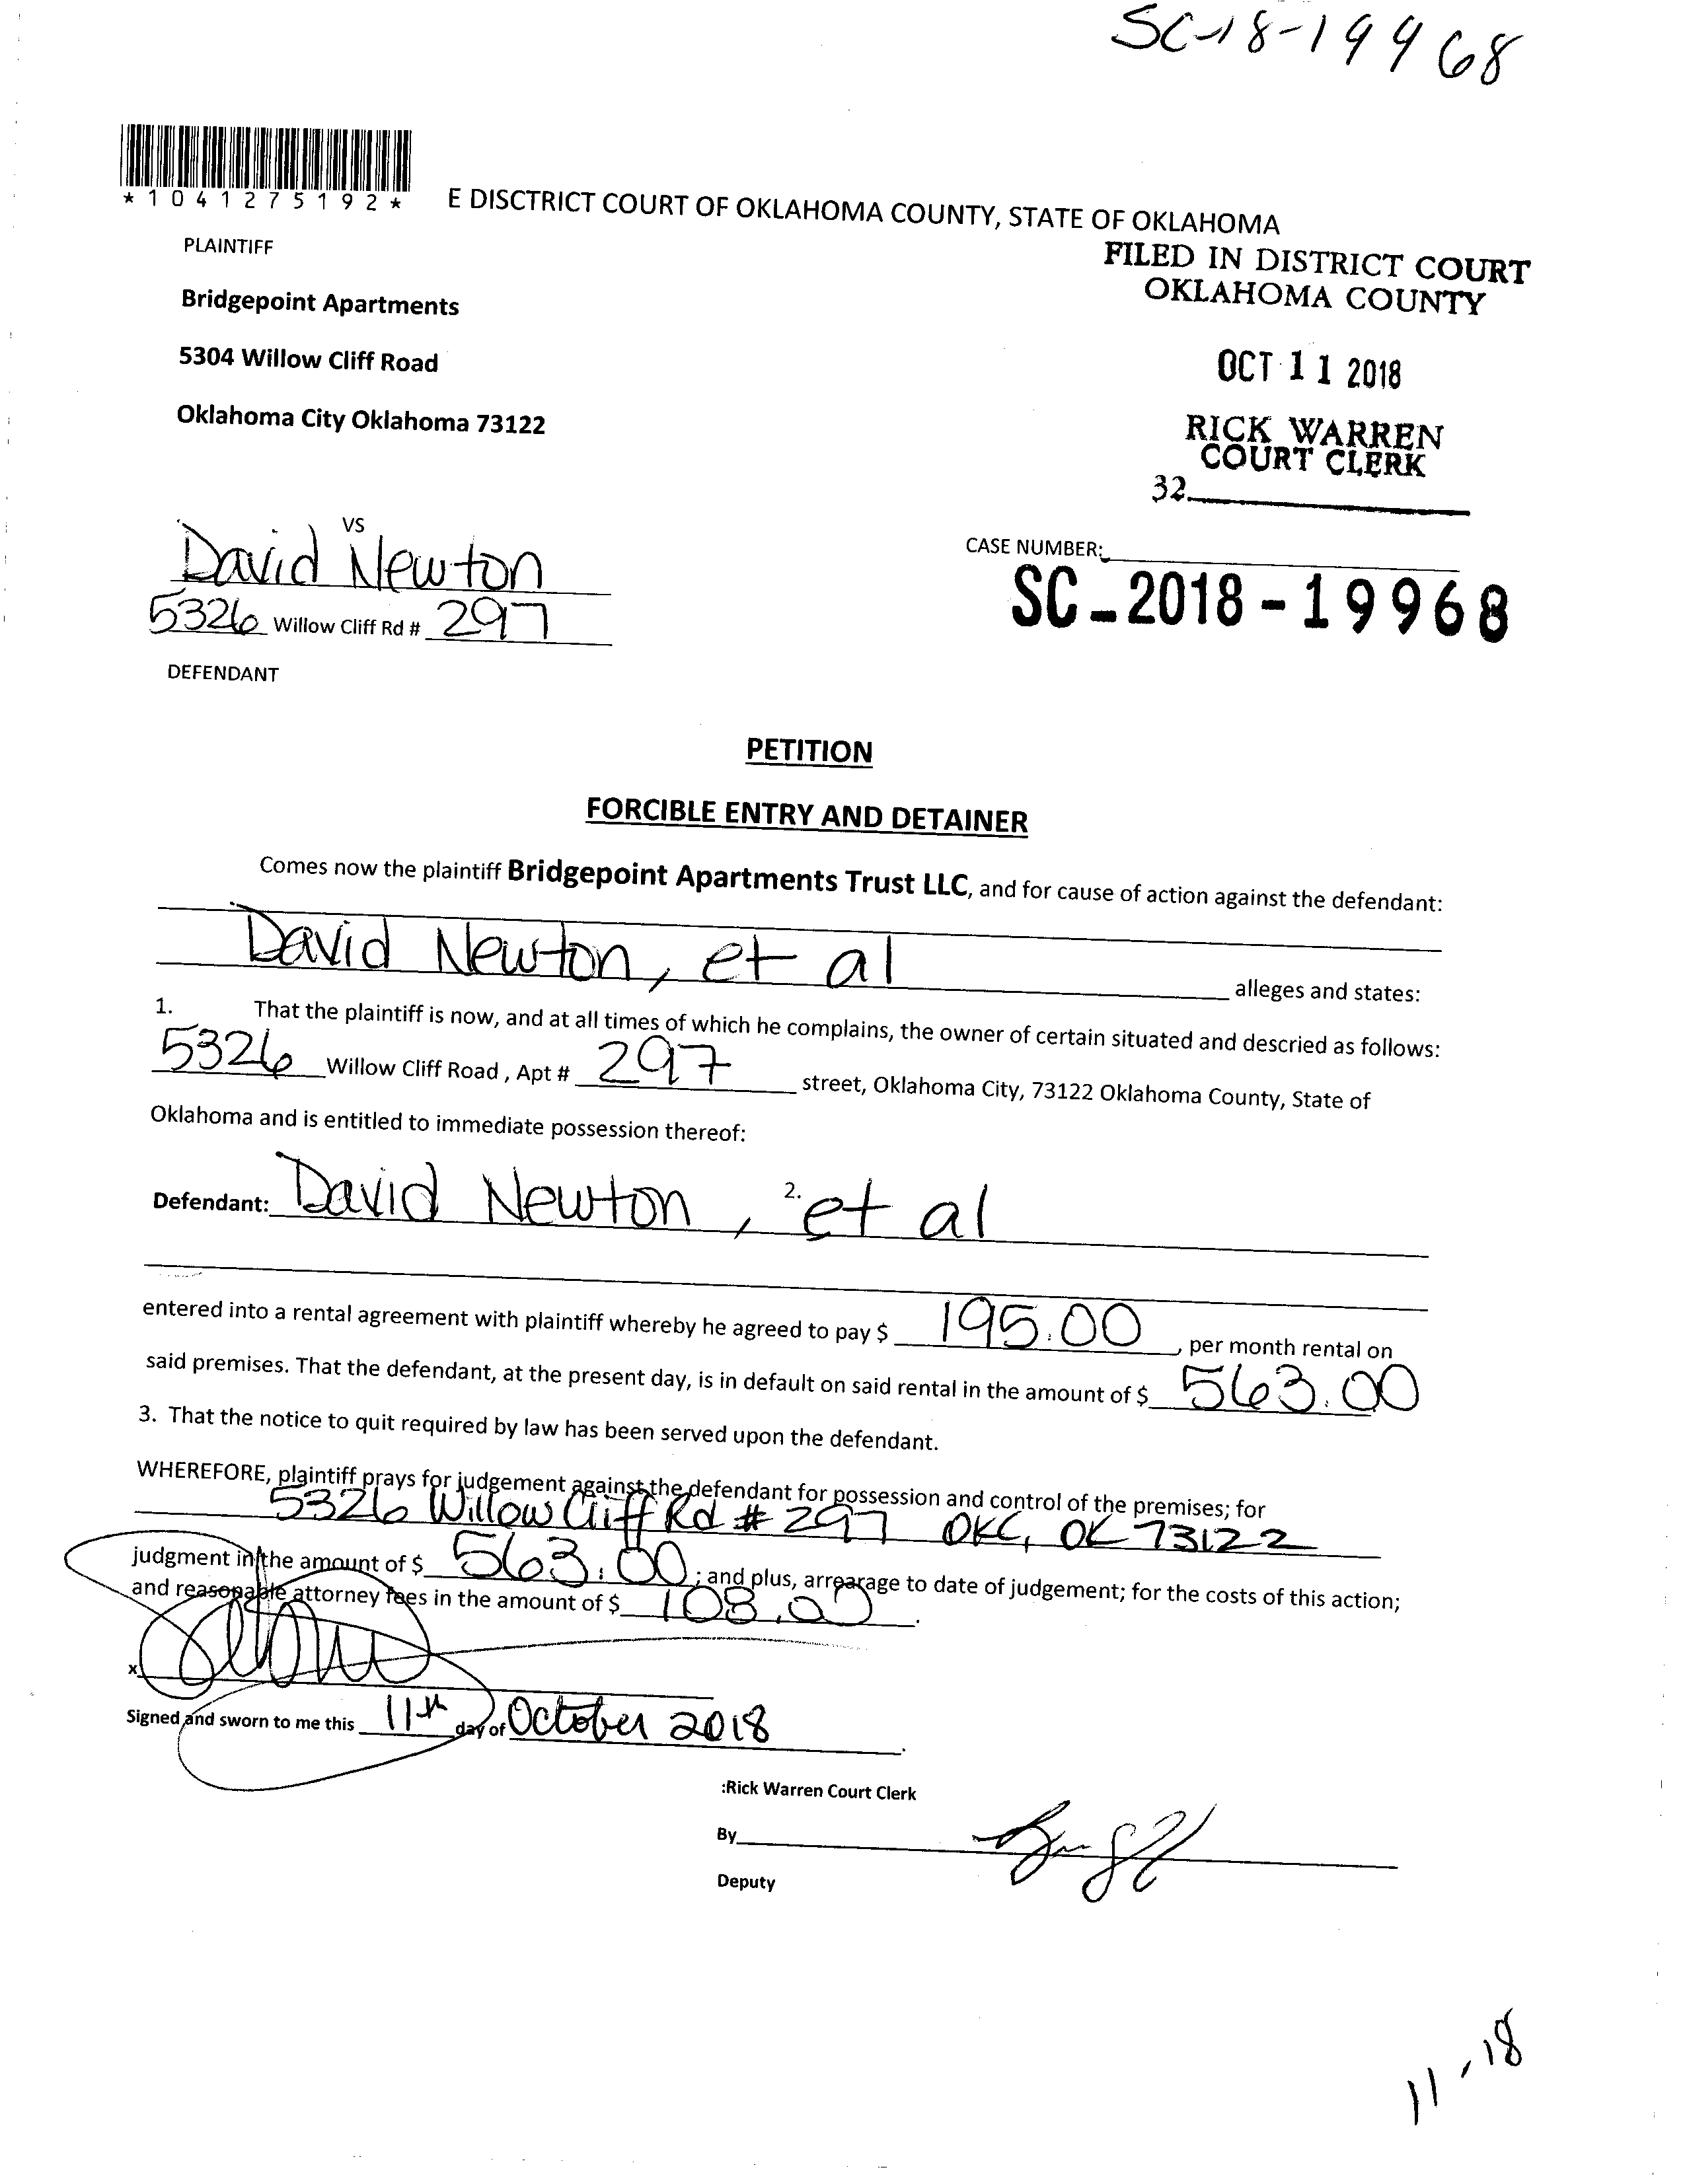 SC-18-19968
*1041275192*
E DISCTRICT COURT OF OKLAHOMA COUNTY, STATE OF OKLAHOMA
PLAINTIFF
FILED IN DISTRICT COURT
OKLAHOMA COUNTY
Bridgepoint Apartments
5304 Willow Cliff Road
OCT 11 2018
Oklahoma City Oklahoma 73122
RICK WARREN
COURT CLERK
32
VS
David Newton
CASE NUMBER:
SC-2018-19968
5326 Willow Cliff Rd # 297
DEFENDANT
PETITION
FORCIBLE ENTRY AND DETAINER
Comes now the plaintiff Bridgepoint Apartments Trust LLC, and for cause of action against the defendant:
David Newton, et al alleges and states:
1. That the plaintiff is now, and at all times of which he complains, the owner of certain situated and descried as follows:
5326 Willow Cliff Road , Apt # 297 street, Oklahoma City, 73122 Oklahoma County, State of
Oklahoma and is entitled to immediate possession thereof:
2.
Defendant: David Newton, et al
entered into a rental agreement with plaintiff whereby he agreed to pay $ 195.00, per month rental on
said premises. That the defendant, at the present day, is in default on said rental in the amount of $ 563.00
3. That the notice to quit required by law has been served upon the defendant.
WHEREFORE, plaintiff prays for judgement against the defendant for possession and control of the premises; for
5326 Willow Cliff Rd # 297 OKC, OK 73122
judgment in the amount of $ 563.00; and plus, arrearage to date of judgement; for the costs of this action;
and reasonable attorney fees in the amount of $ 108.00.
x
Signed and sworn to me this 11th day of October 2018.
:Rick Warren Court Clerk
By
Deputy
11-18